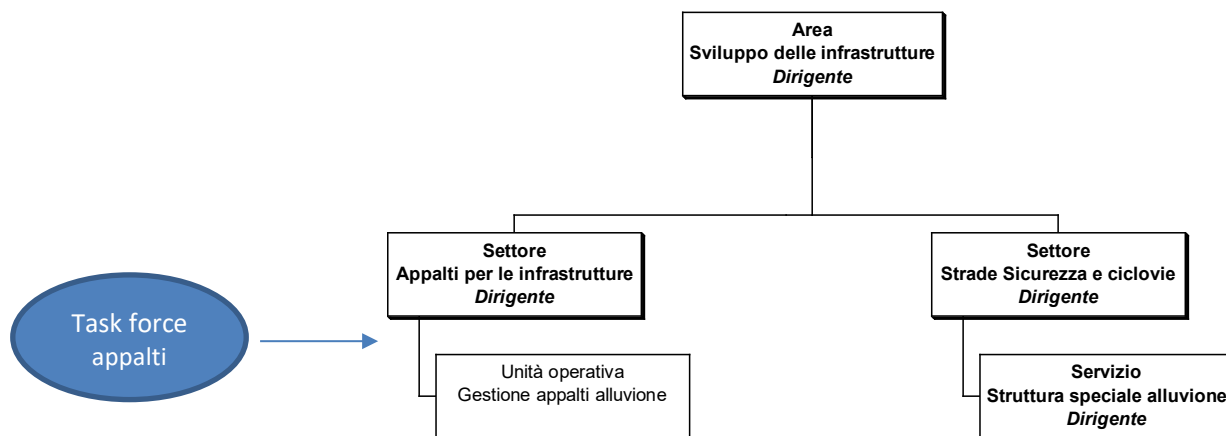 Area
Sviluppo delle infrastrutture
Dirigente
Settore
Appalti per le infrastrutture
Dirigente
Settore
Strade Sicurezza e ciclovie
Dirigente
Task force
appalti
Unità operativa
Gestione appalti alluvione
Servizio
Struttura speciale alluvione
Dirigente